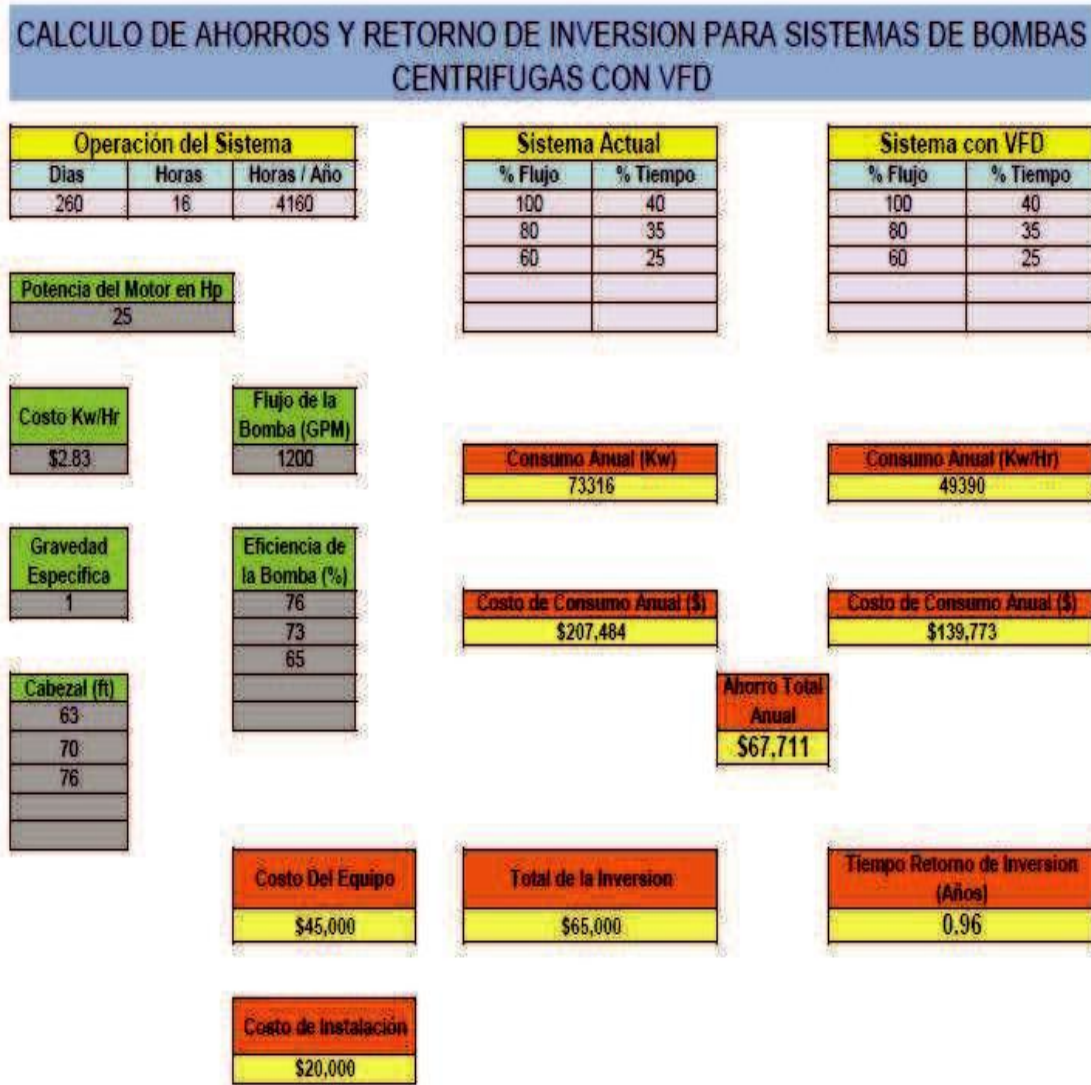 CALCULO DE AHORROS Y RETORNO DE INVERSION PARA SISTEMAS DE BOMBAS
CENTRIFUGAS CON VFD
Operación del Sistema
Dias Horas Horas / Año
260 16 4160
Sistema Actual
% Flujo % Tiempo
100 40
80 35
60 25
Sistema con VFD
% Flujo % Tiempo
100 40
80 35
60 25
Potencia del Motor en Hp
25
Costo Kw/Hr
$2.83
Flujo de la
Bomba (GPM)
1200
Consumo Anual (Kw)
73316
Consumo Anual (Kw/Hr)
49390
Gravedad
Especifica
1
Eficiencia de
la Bomba (%)
76
73
65
Costo de Consumo Anual ($)
$207,484
Costo de Consumo Anual ($)
$139,773
Cabezal (ft)
63
70
76
Ahorro Total
Anual
$67,711
Costo Del Equipo
$45,000
Total de la Inversion
$65,000
Tiempo Retorno de Inversion
(Años)
0.96
Costo de Instalación
$20,000